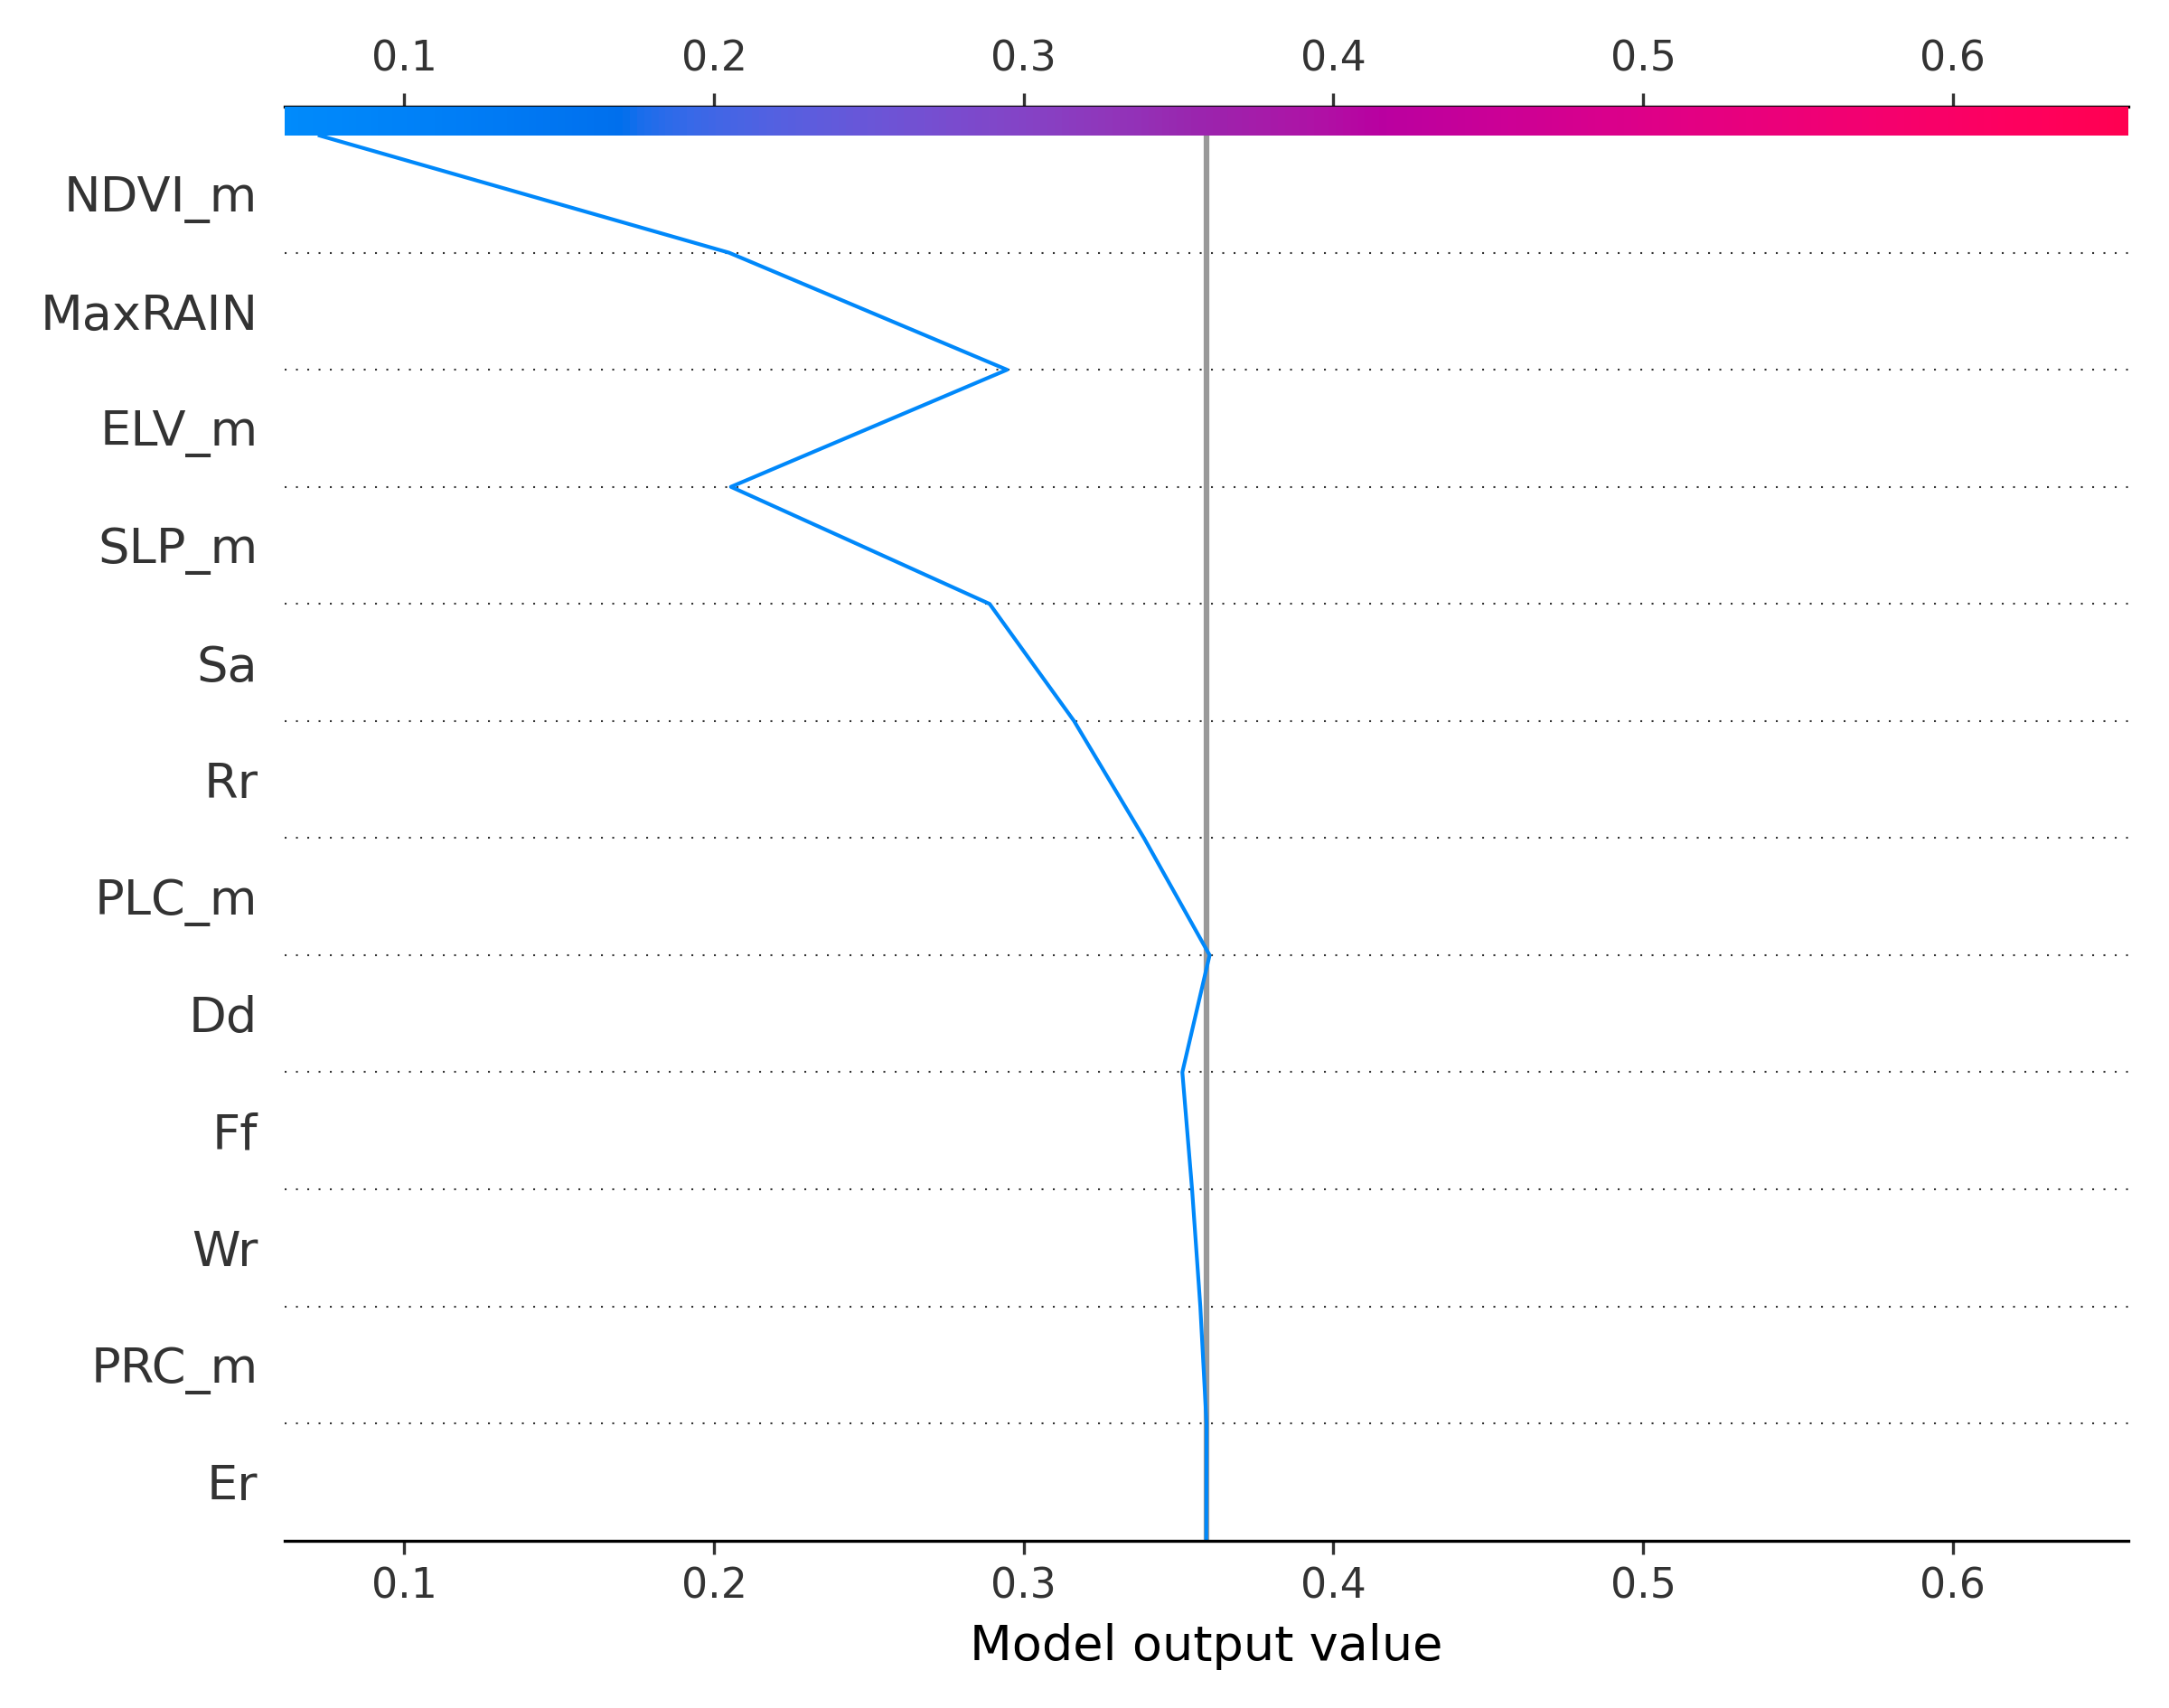 0.1 0.2 0.3 0.4 0.5 0.6
NDVI_m
MaxRAIN
ELV_m
SLP_m
Sa
Rr
PLC_m
Dd
Ff
Wr
PRC_m
Er
0.1 0.2 0.3 0.4 0.5 0.6
Model output value